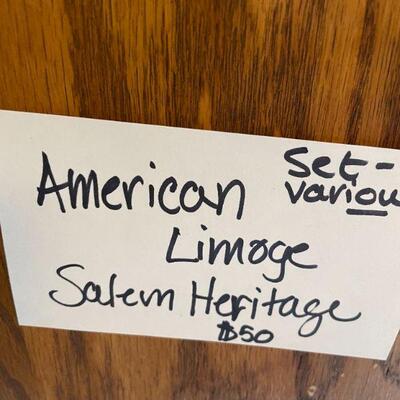 American Set-
variou
Limoge
Salem Heritage
$50